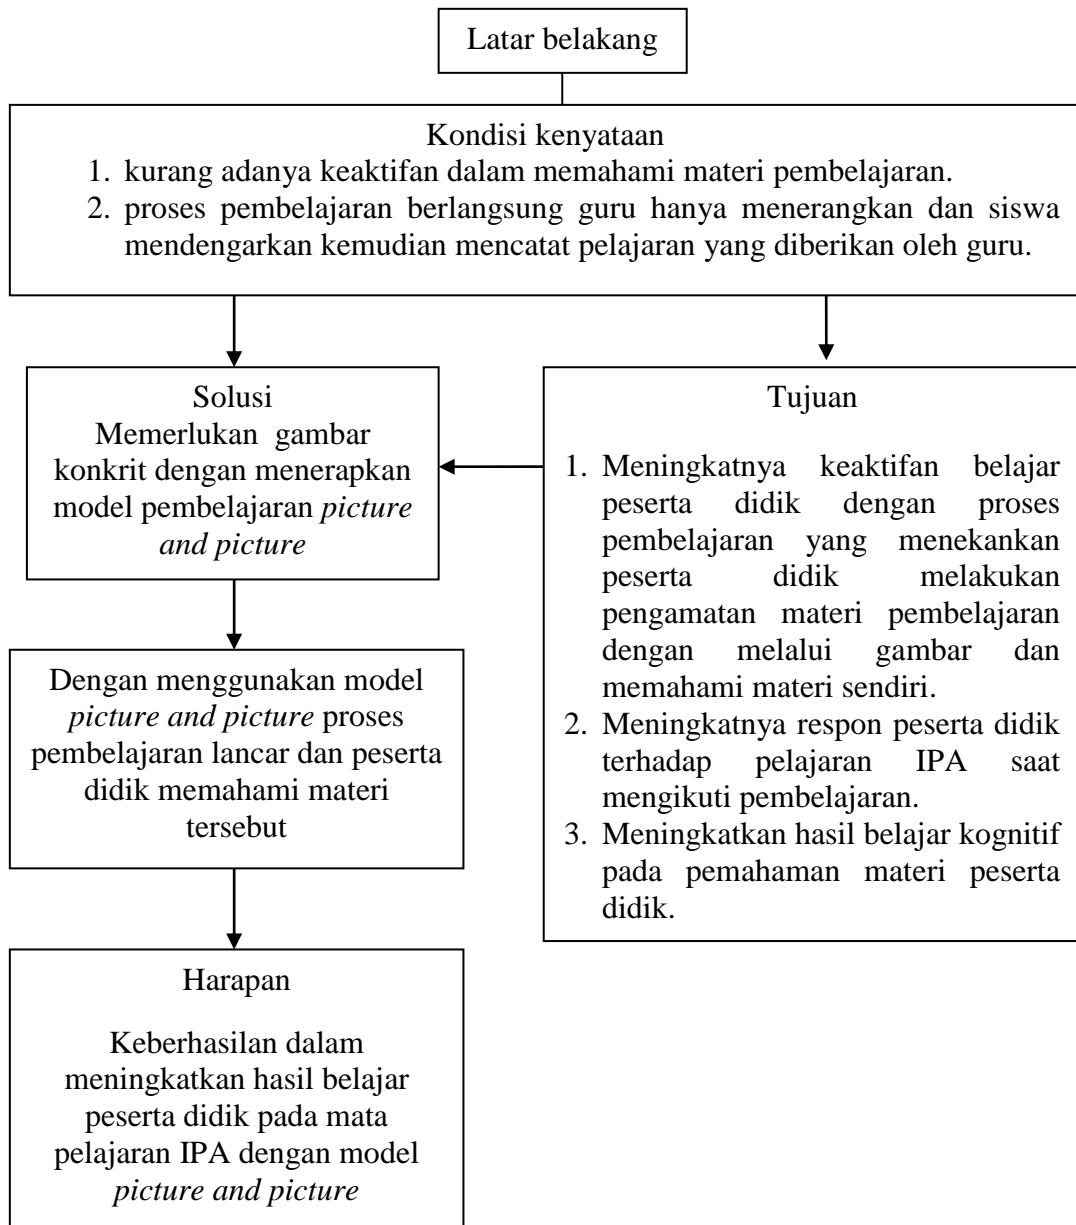 Latar belakang
Kondisi kenyataan
1. kurang adanya keaktifan dalam memahami materi pembelajaran.
2. proses pembelajaran berlangsung guru hanya menerangkan dan siswa
mendengarkan kemudian mencatat pelajaran yang diberikan oleh guru.
Solusi
Memerlukan gambar
konkrit dengan menerapkan
model pembelajaran picture
and picture
Tujuan
1. Meningkatnya keaktifan belajar
peserta didik dengan proses
pembelajaran yang menekankan
peserta didik melakukan
pengamatan materi pembelajaran
dengan melalui gambar dan
memahami materi sendiri.
2. Meningkatnya respon peserta didik
terhadap pelajaran IPA saat
mengikuti pembelajaran.
3. Meningkatkan hasil belajar kognitif
pada pemahaman materi peserta
didik.
Dengan menggunakan model
picture and picture proses
pembelajaran lancar dan peserta
didik memahami materi
tersebut
Harapan
Keberhasilan dalam
meningkatkan hasil belajar
peserta didik pada mata
pelajaran IPA dengan model
picture and picture